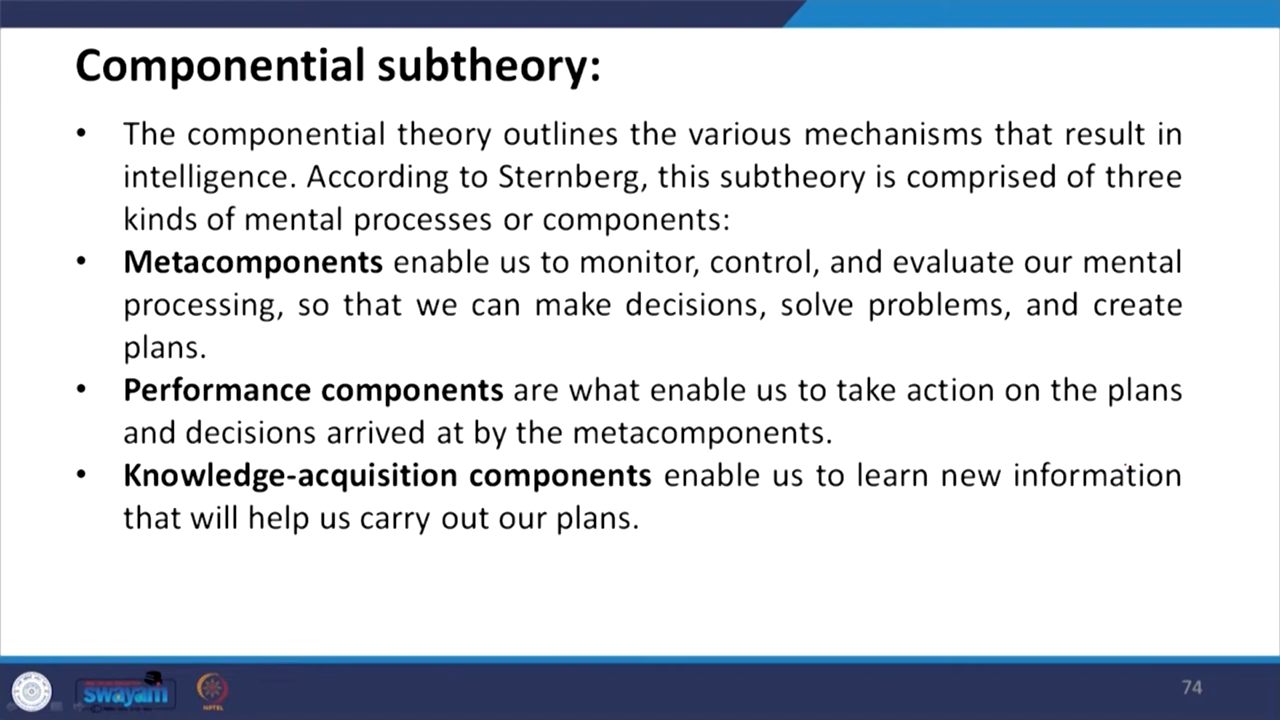 Componential subtheory:
• The componential theory outlines the various mechanisms that result in
intelligence. According to Sternberg, this subtheory is comprised of three
kinds of mental processes or components:
• Metacomponents enable us to monitor, control, and evaluate our mental
processing, so that we can make decisions, solve problems, and create
plans.
• Performance components are what enable us to take action on the plans
and decisions arrived at by the metacomponents.
• Knowledge-acquisition components enable us to learn new information
that will help us carry out our plans.
swayam
NPTEL
74